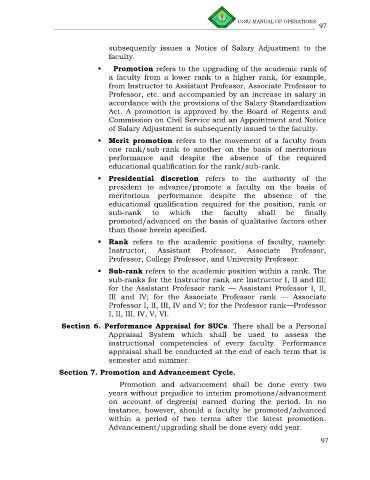 CvSU MANUAL OF OPERATIONS
97
subsequently issues a Notice of Salary Adjustment to the
faculty.
▪ Promotion refers to the upgrading of the academic rank of
a faculty from a lower rank to a higher rank, for example,
from Instructor to Assistant Professor, Associate Professor to
Professor, etc. and accompanied by an increase in salary in
accordance with the provisions of the Salary Standardization
Act. A promotion is approved by the Board of Regents and
Commission on Civil Service and an Appointment and Notice
of Salary Adjustment is subsequently issued to the faculty.
▪ Merit promotion refers to the movement of a faculty from
one rank/sub-rank to another on the basis of meritorious
performance and despite the absence of the required
educational qualification for the rank/sub-rank.
▪ Presidential discretion refers to the authority of the
president to advance/promote a faculty on the basis of
meritorious performance despite the absence of the
educational qualification required for the position, rank or
sub-rank to which the faculty shall be finally
promoted/advanced on the basis of qualitative factors other
than those herein specified.
▪ Rank refers to the academic positions of faculty, namely:
Instructor, Assistant Professor, Associate Professor,
Professor, College Professor, and University Professor.
▪ Sub-rank refers to the academic position within a rank. The
sub-ranks for the Instructor rank are Instructor I, II and III;
for the Assistant Professor rank — Assistant Professor I, II,
III and IV; for the Associate Professor rank — Associate
Professor I, II, III, IV and V; for the Professor rank—Professor
I, II, III, IV, V, VI.
Section 6. Performance Appraisal for SUCs. There shall be a Personal
Appraisal System which shall be used to assess the
instructional competencies of every faculty. Performance
appraisal shall be conducted at the end of each term that is
semester and summer.
Section 7. Promotion and Advancement Cycle.
Promotion and advancement shall be done every two
years without prejudice to interim promotions/advancement
on account of degree(s) earned during the period. In no
instance, however, should a faculty be promoted/advanced
within a period of two terms after the latest promotion.
Advancement/upgrading shall be done every odd year.
97